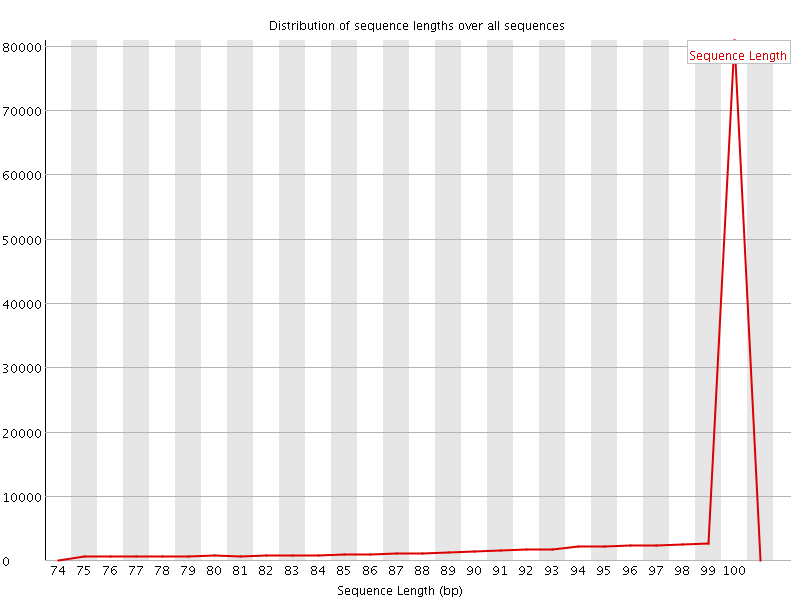 Distribution of sequence lengths over all sequences
80000
Sequence Length
70000
60000
50000
40000
30000
20000
10000
0
74 75 76 77 78 79 80 81 82 83 84 85 86 87 88 89 90 91 92 93 94 95 96 97 98 99 100
Sequence Length (bp)